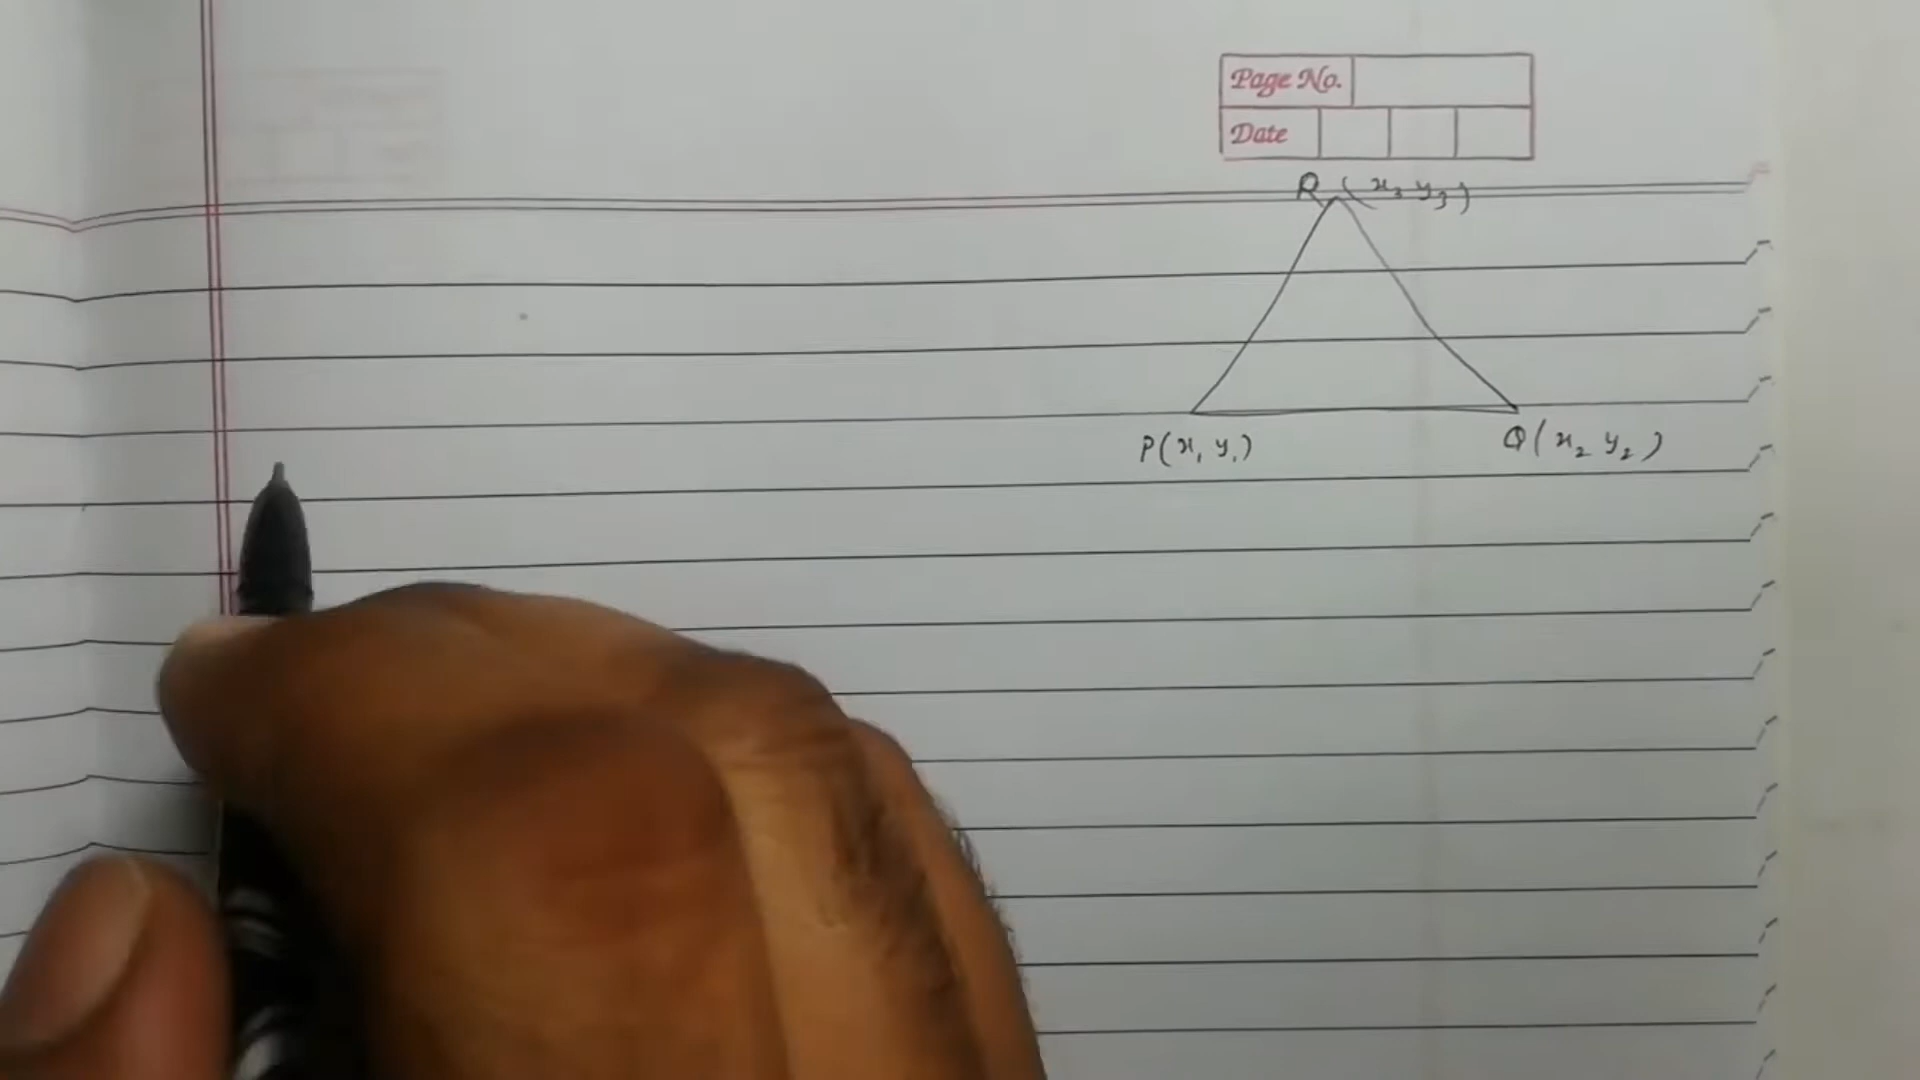 Page No.
Date
R (x₃ y₃)
P(x₁ y₁)
Q(x₂ y₂)